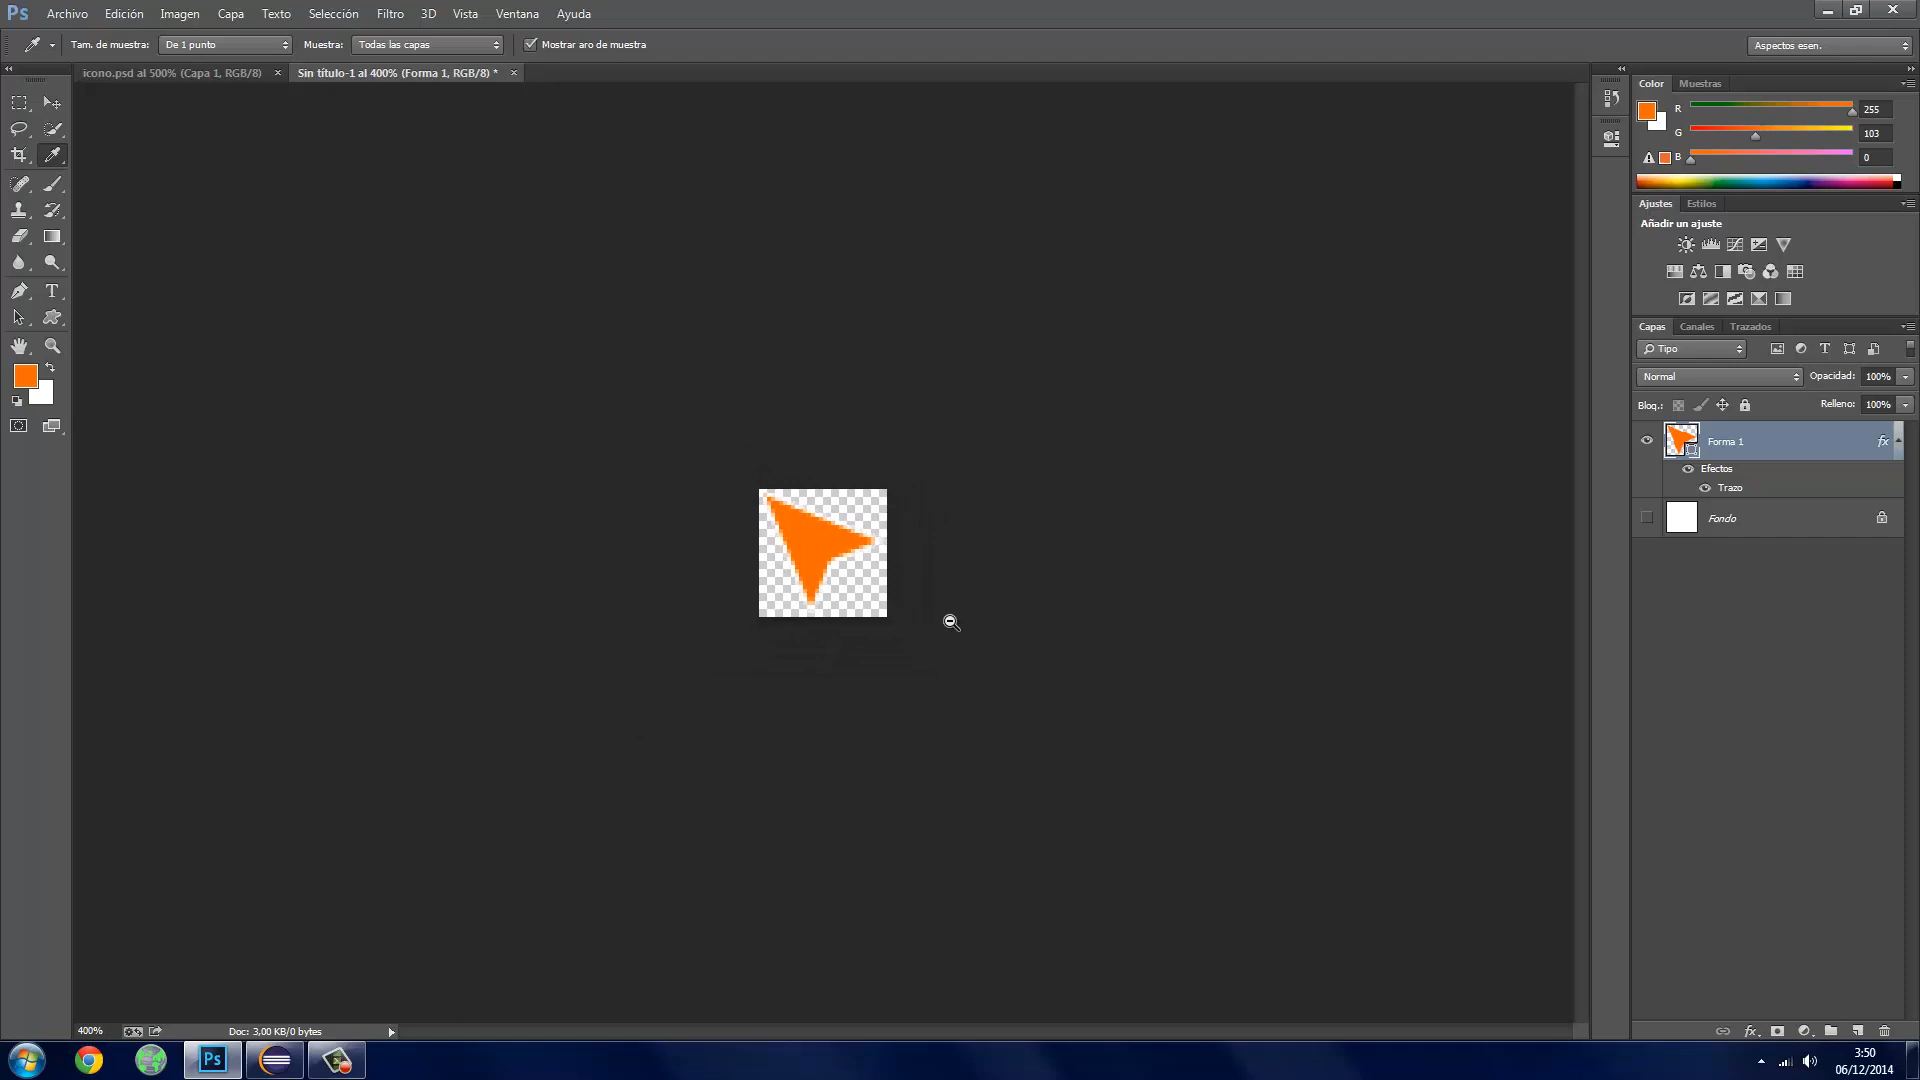 Ps Archivo Edición Imagen Capa Texto Selección Filtro 3D Vista Ventana Ayuda
Tam. de muestra: De 1 punto Muestra: Todas las capas Mostrar aro de muestra Aspectos esen.
icono.psd al 500% (Capa 1, RGB/8) × Sin título-1 al 400% (Forma 1, RGB/8) * ×
Color Muestras
R 255
G 103
B 0
Ajustes Estilos
Añadir un ajuste
Capas Canales Trazados
Tipo
Normal Opacidad: 100%
Bloq.: Relleno: 100%
Forma 1 fx
Efectos
Trazo
Fondo
400% Doc: 3,00 KB/0 bytes
fx
Ps
3:50
06/12/2014